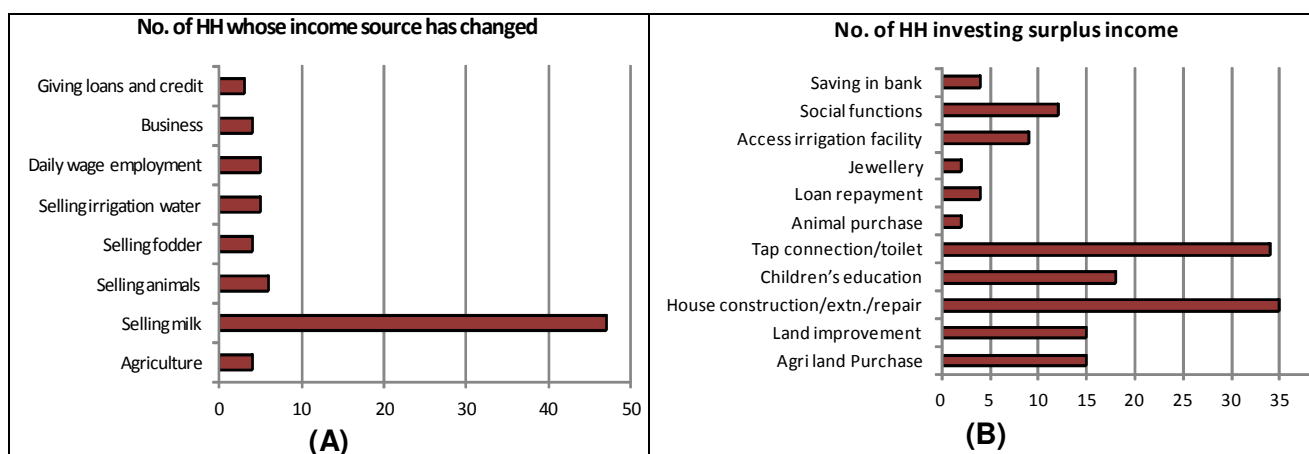 No. of HH whose income source has changed
Giving loans and credit
Business
Daily wage employment
Selling irrigation water
Selling fodder
Selling animals
Selling milk
Agriculture
0 10 20 30 40 50
(A)
No. of HH investing surplus income
Saving in bank
Social functions
Access irrigation facility
Jewellery
Loan repayment
Animal purchase
Tap connection/toilet
Children’s education
House construction/extn./repair
Land improvement
Agri land Purchase
0 5 10 15 20 25 30 35
(B)